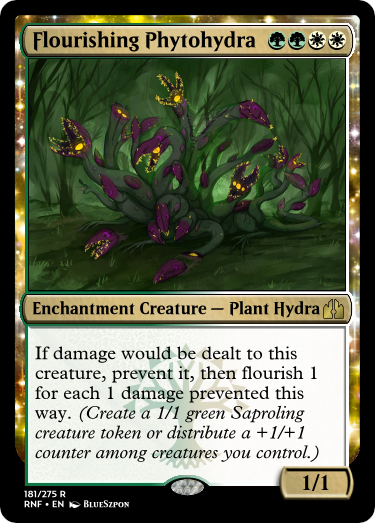 Flourishing Phytohydra
Enchantment Creature — Plant Hydra
If damage would be dealt to this
creature, prevent it, then flourish 1
for each 1 damage prevented this
way. (Create a 1/1 green Saproling
creature token or distribute a +1/+1
counter among creatures you control.)
1/1
181/275 R
RNF • EN BlueSzpon